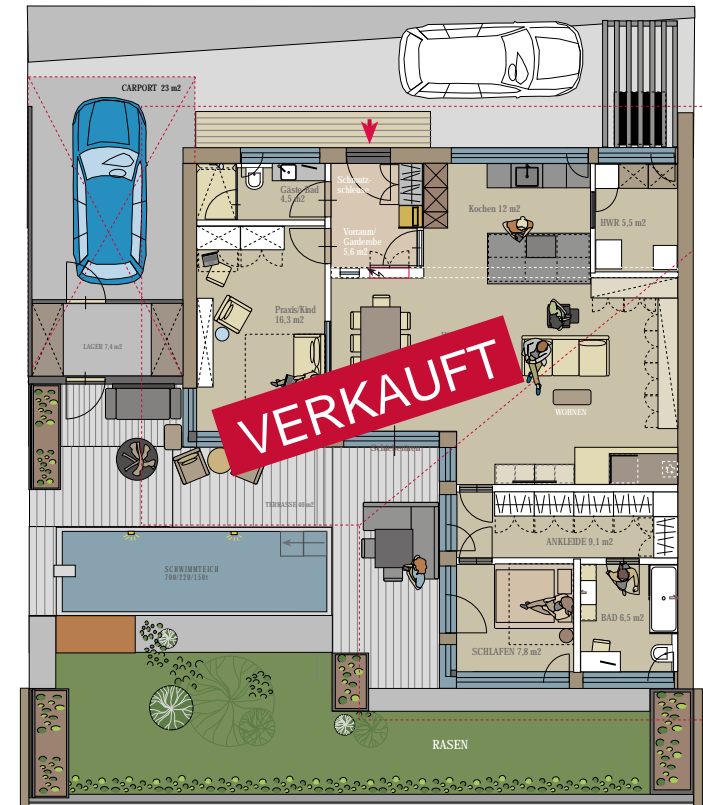 CARPORT 23 m2
Schmutz-
schleuse
Gäste Bad
4,5 m2
Kochen 12 m2
HWR 5,5 m2
Vorraum/
Garderobe
5,6 m2
Praxis/Kind
16,3 m2
LAGER 7,4 m2
VERKAUFT
WOHNEN
TERRASSE 40 m2
ANKLEIDE 9,1 m2
SCHWIMMTEICH
700/220/150t
BAD 6,5 m2
SCHLAFEN 7,8 m2
RASEN